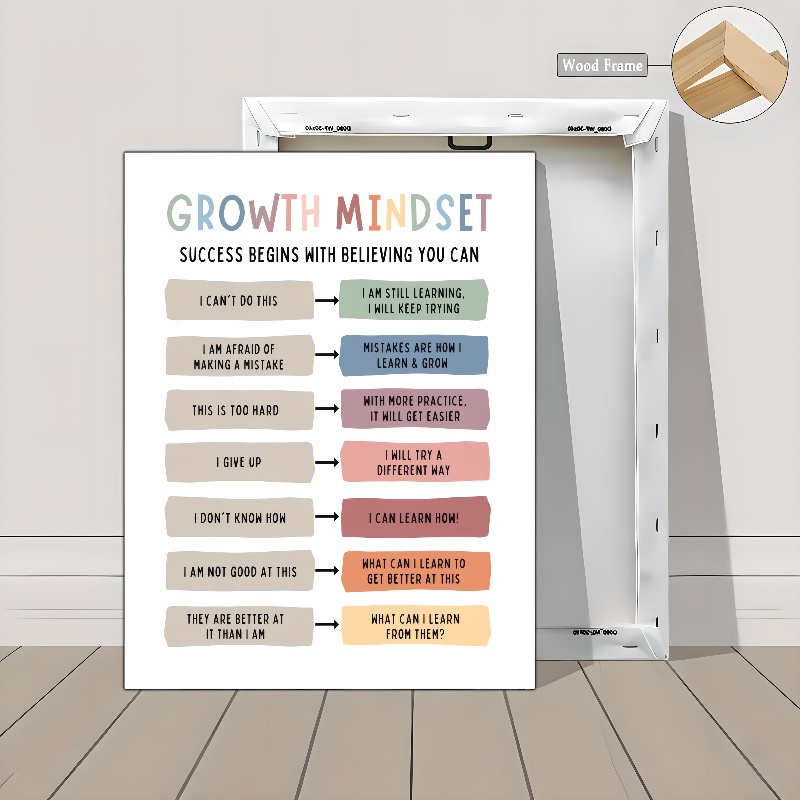 Wood Frame
GROWTH MINDSET
SUCCESS BEGINS WITH BELIEVING YOU CAN
I CAN'T DO THIS
I AM STILL LEARNING,
I WILL KEEP TRYING
I AM AFRAID OF
MAKING A MISTAKE
MISTAKES ARE HOW I
LEARN & GROW
THIS IS TOO HARD
WITH MORE PRACTICE,
IT WILL GET EASIER
I GIVE UP
I WILL TRY A
DIFFERENT WAY
I DON'T KNOW HOW
I CAN LEARN HOW!
I AM NOT GOOD AT THIS
WHAT CAN I LEARN TO
GET BETTER AT THIS
THEY ARE BETTER AT
IT THAN I AM
WHAT CAN I LEARN
FROM THEM?